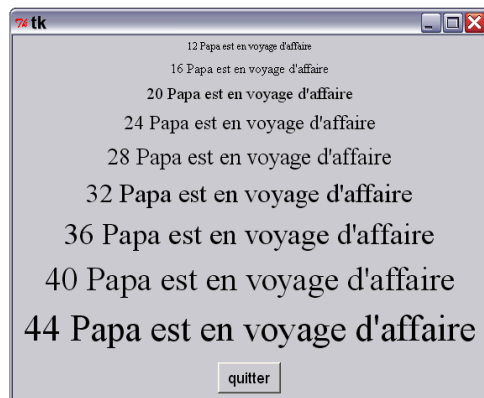 tk
12 Papa est en voyage d'affaire
16 Papa est en voyage d'affaire
20 Papa est en voyage d'affaire
24 Papa est en voyage d'affaire
28 Papa est en voyage d'affaire
32 Papa est en voyage d'affaire
36 Papa est en voyage d'affaire
40 Papa est en voyage d'affaire
44 Papa est en voyage d'affaire
quitter